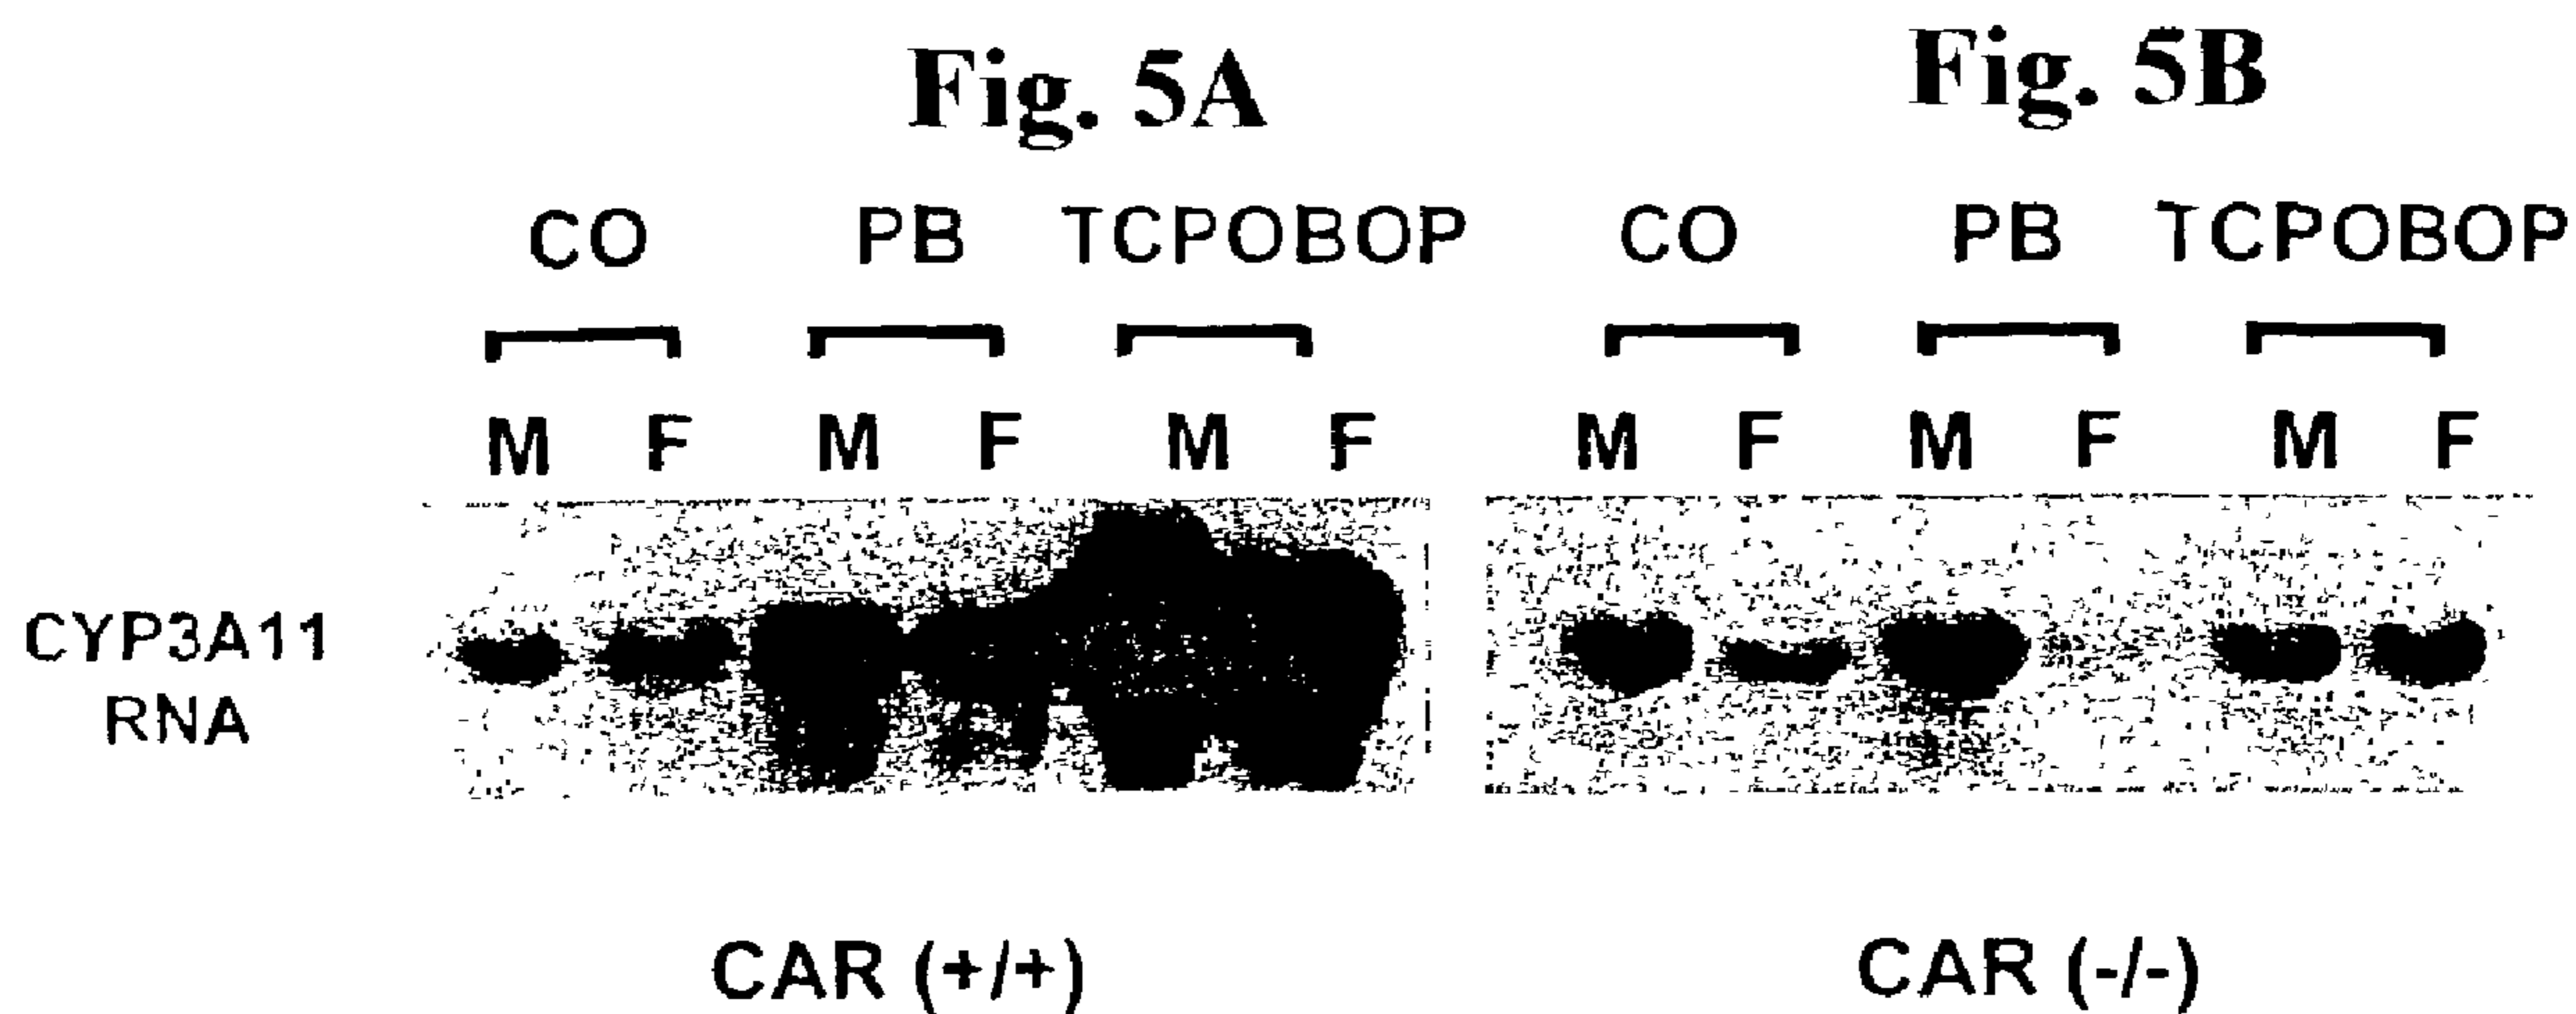 Fig. 5A
Fig. 5B
CO PB TCPOBOP
CO PB TCPOBOP
M F M F M F
M F M F M F
CYP3A11
RNA
CAR (+/+)
CAR (-/-)